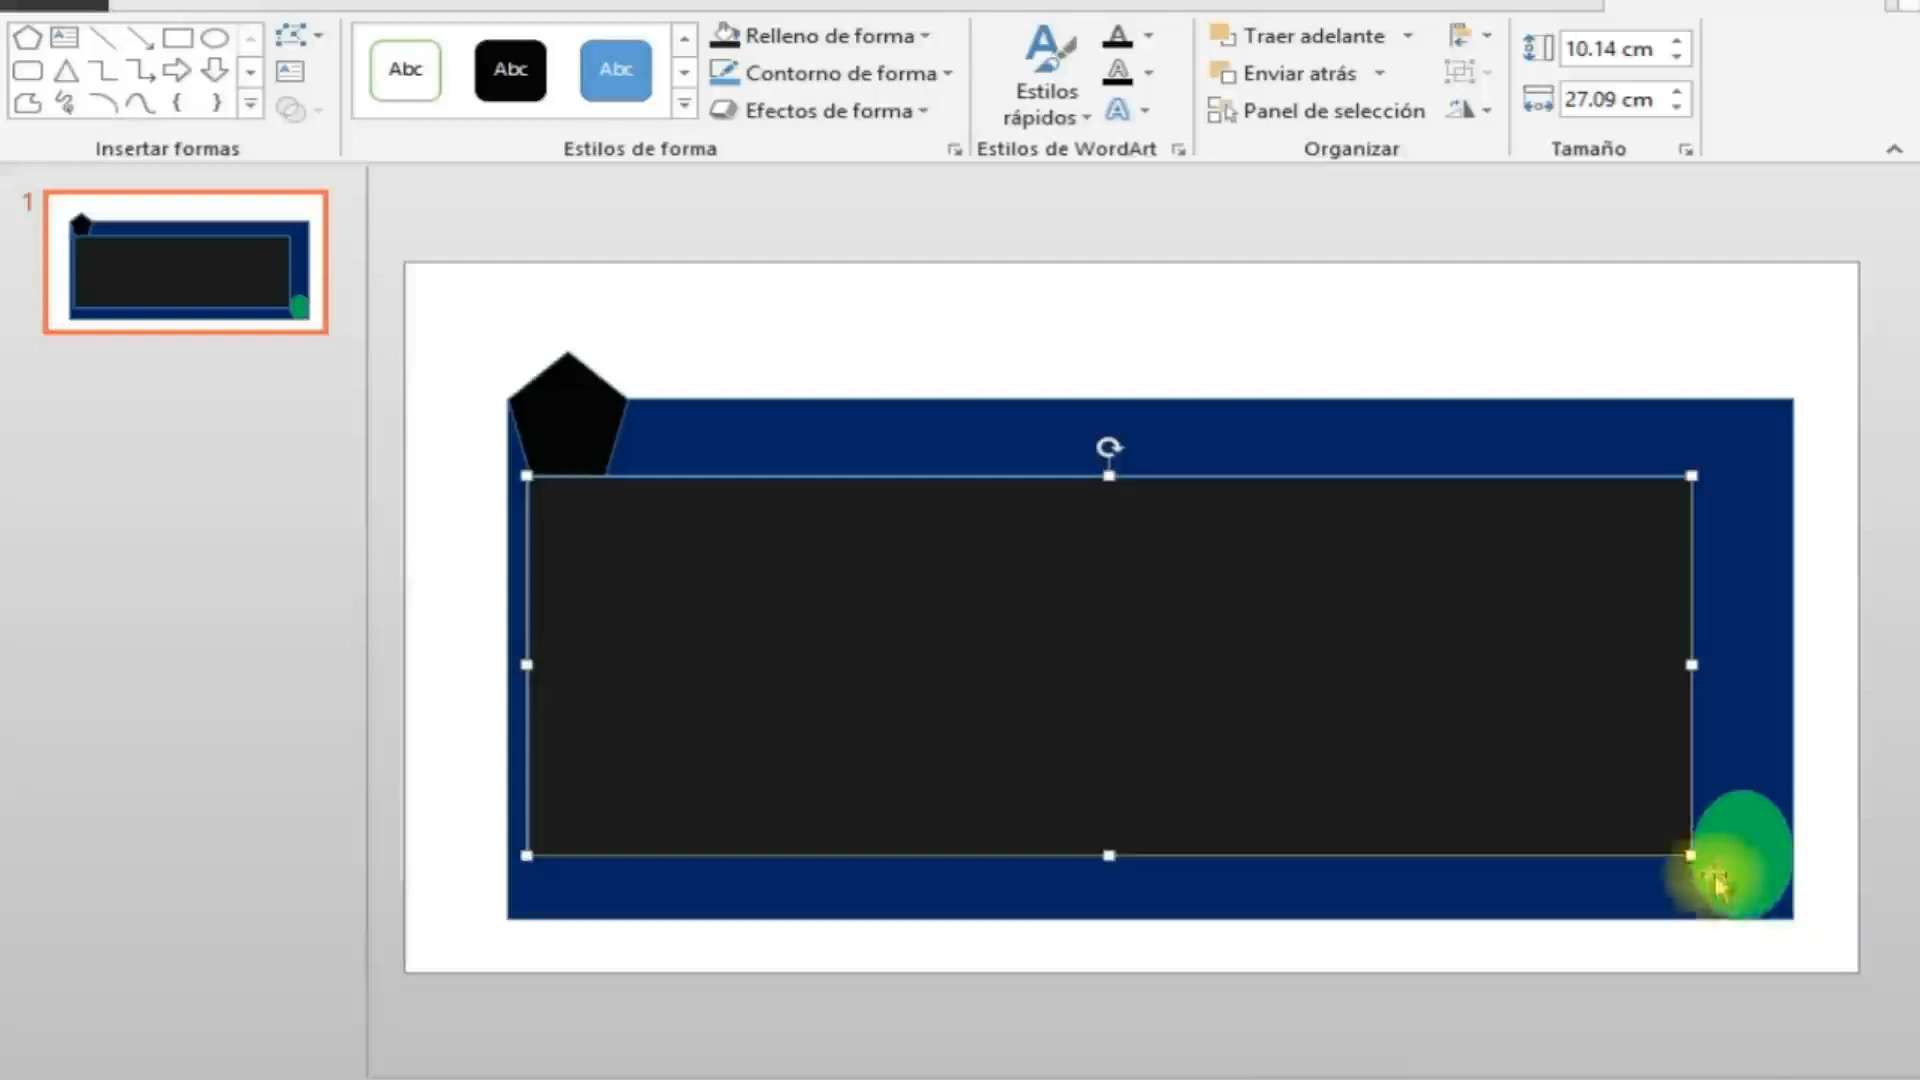 Abc
Abc
Abc
Relleno de forma
Contorno de forma
Efectos de forma
Estilos
rápidos
Traer adelante
Enviar atrás
Panel de selección
10.14 cm
27.09 cm
Insertar formas
Estilos de forma
Estilos de WordArt
Organizar
Tamaño
1